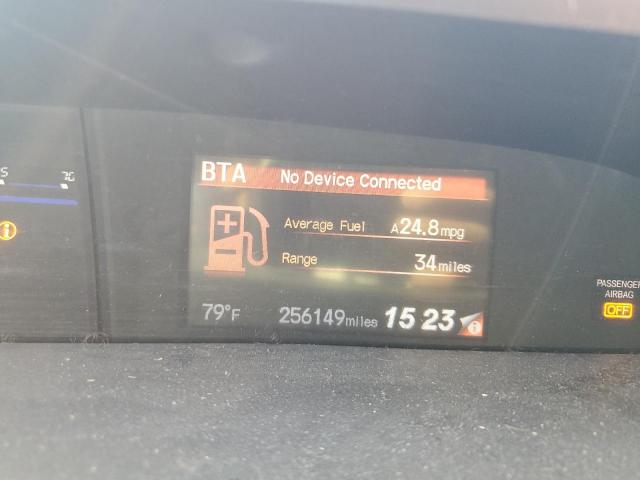 BTA No Device Connected
Average Fuel A24.8mpg
Range 34miles
79°F 256149miles 15 23
PASSENGER
AIRBAG
OFF